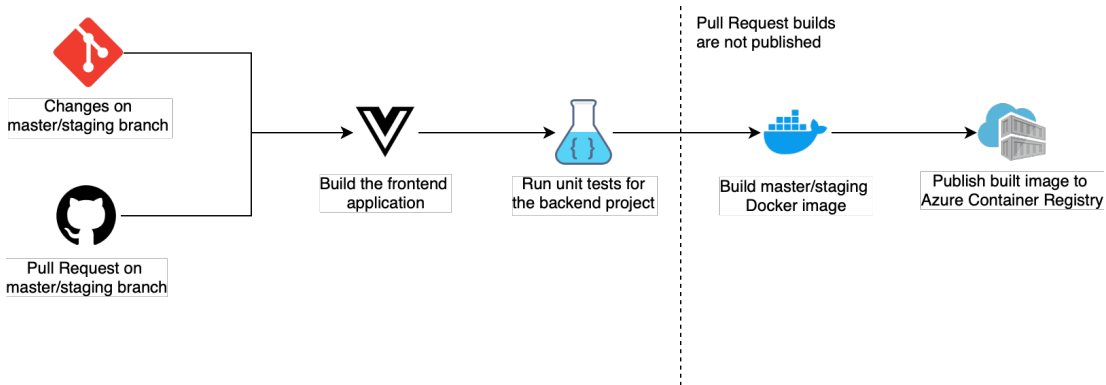 Pull Request builds
are not published
Changes on
master/staging branch
Pull Request on
master/staging branch
Build the frontend
application
{ }
Run unit tests for
the backend project
Build master/staging
Docker image
Publish built image to
Azure Container Registry